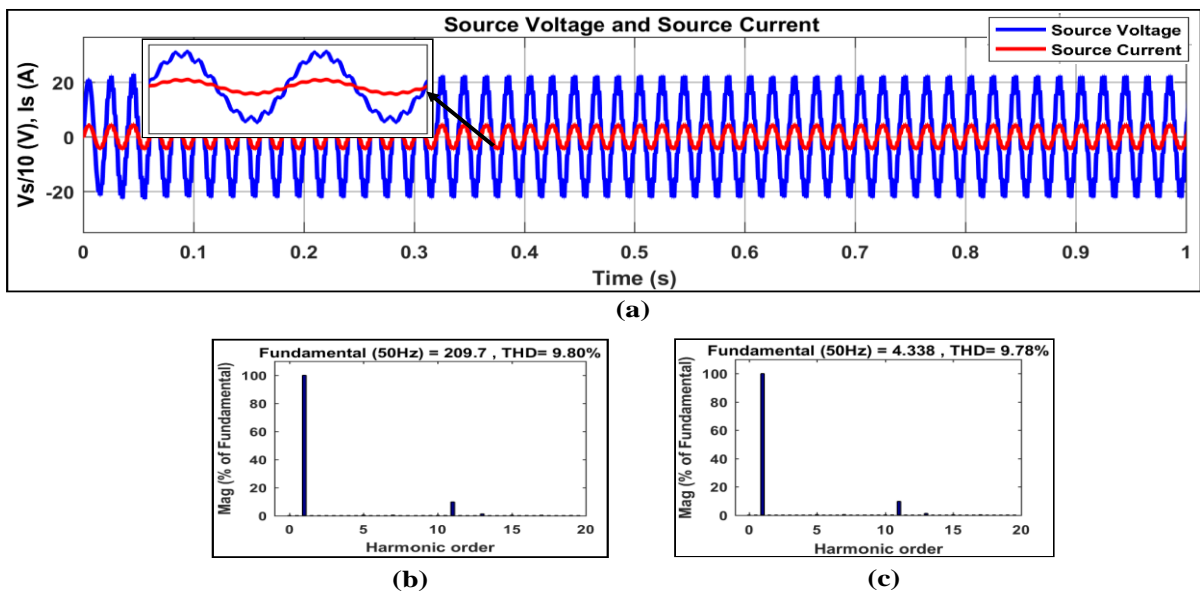 Source Voltage and Source Current
Source Voltage
Source Current
Vs/10 (V), Is (A)
20
0
-20
0 0.1 0.2 0.3 0.4 0.5 0.6 0.7 0.8 0.9 1
Time (s)
(a)
Fundamental (50Hz) = 209.7 , THD= 9.80%
Mag (% of Fundamental)
100
80
60
40
20
0
0 5 10 15 20
Harmonic order
(b)
Fundamental (50Hz) = 4.338 , THD= 9.78%
Mag (% of Fundamental)
100
80
60
40
20
0
0 5 10 15 20
Harmonic order
(c)